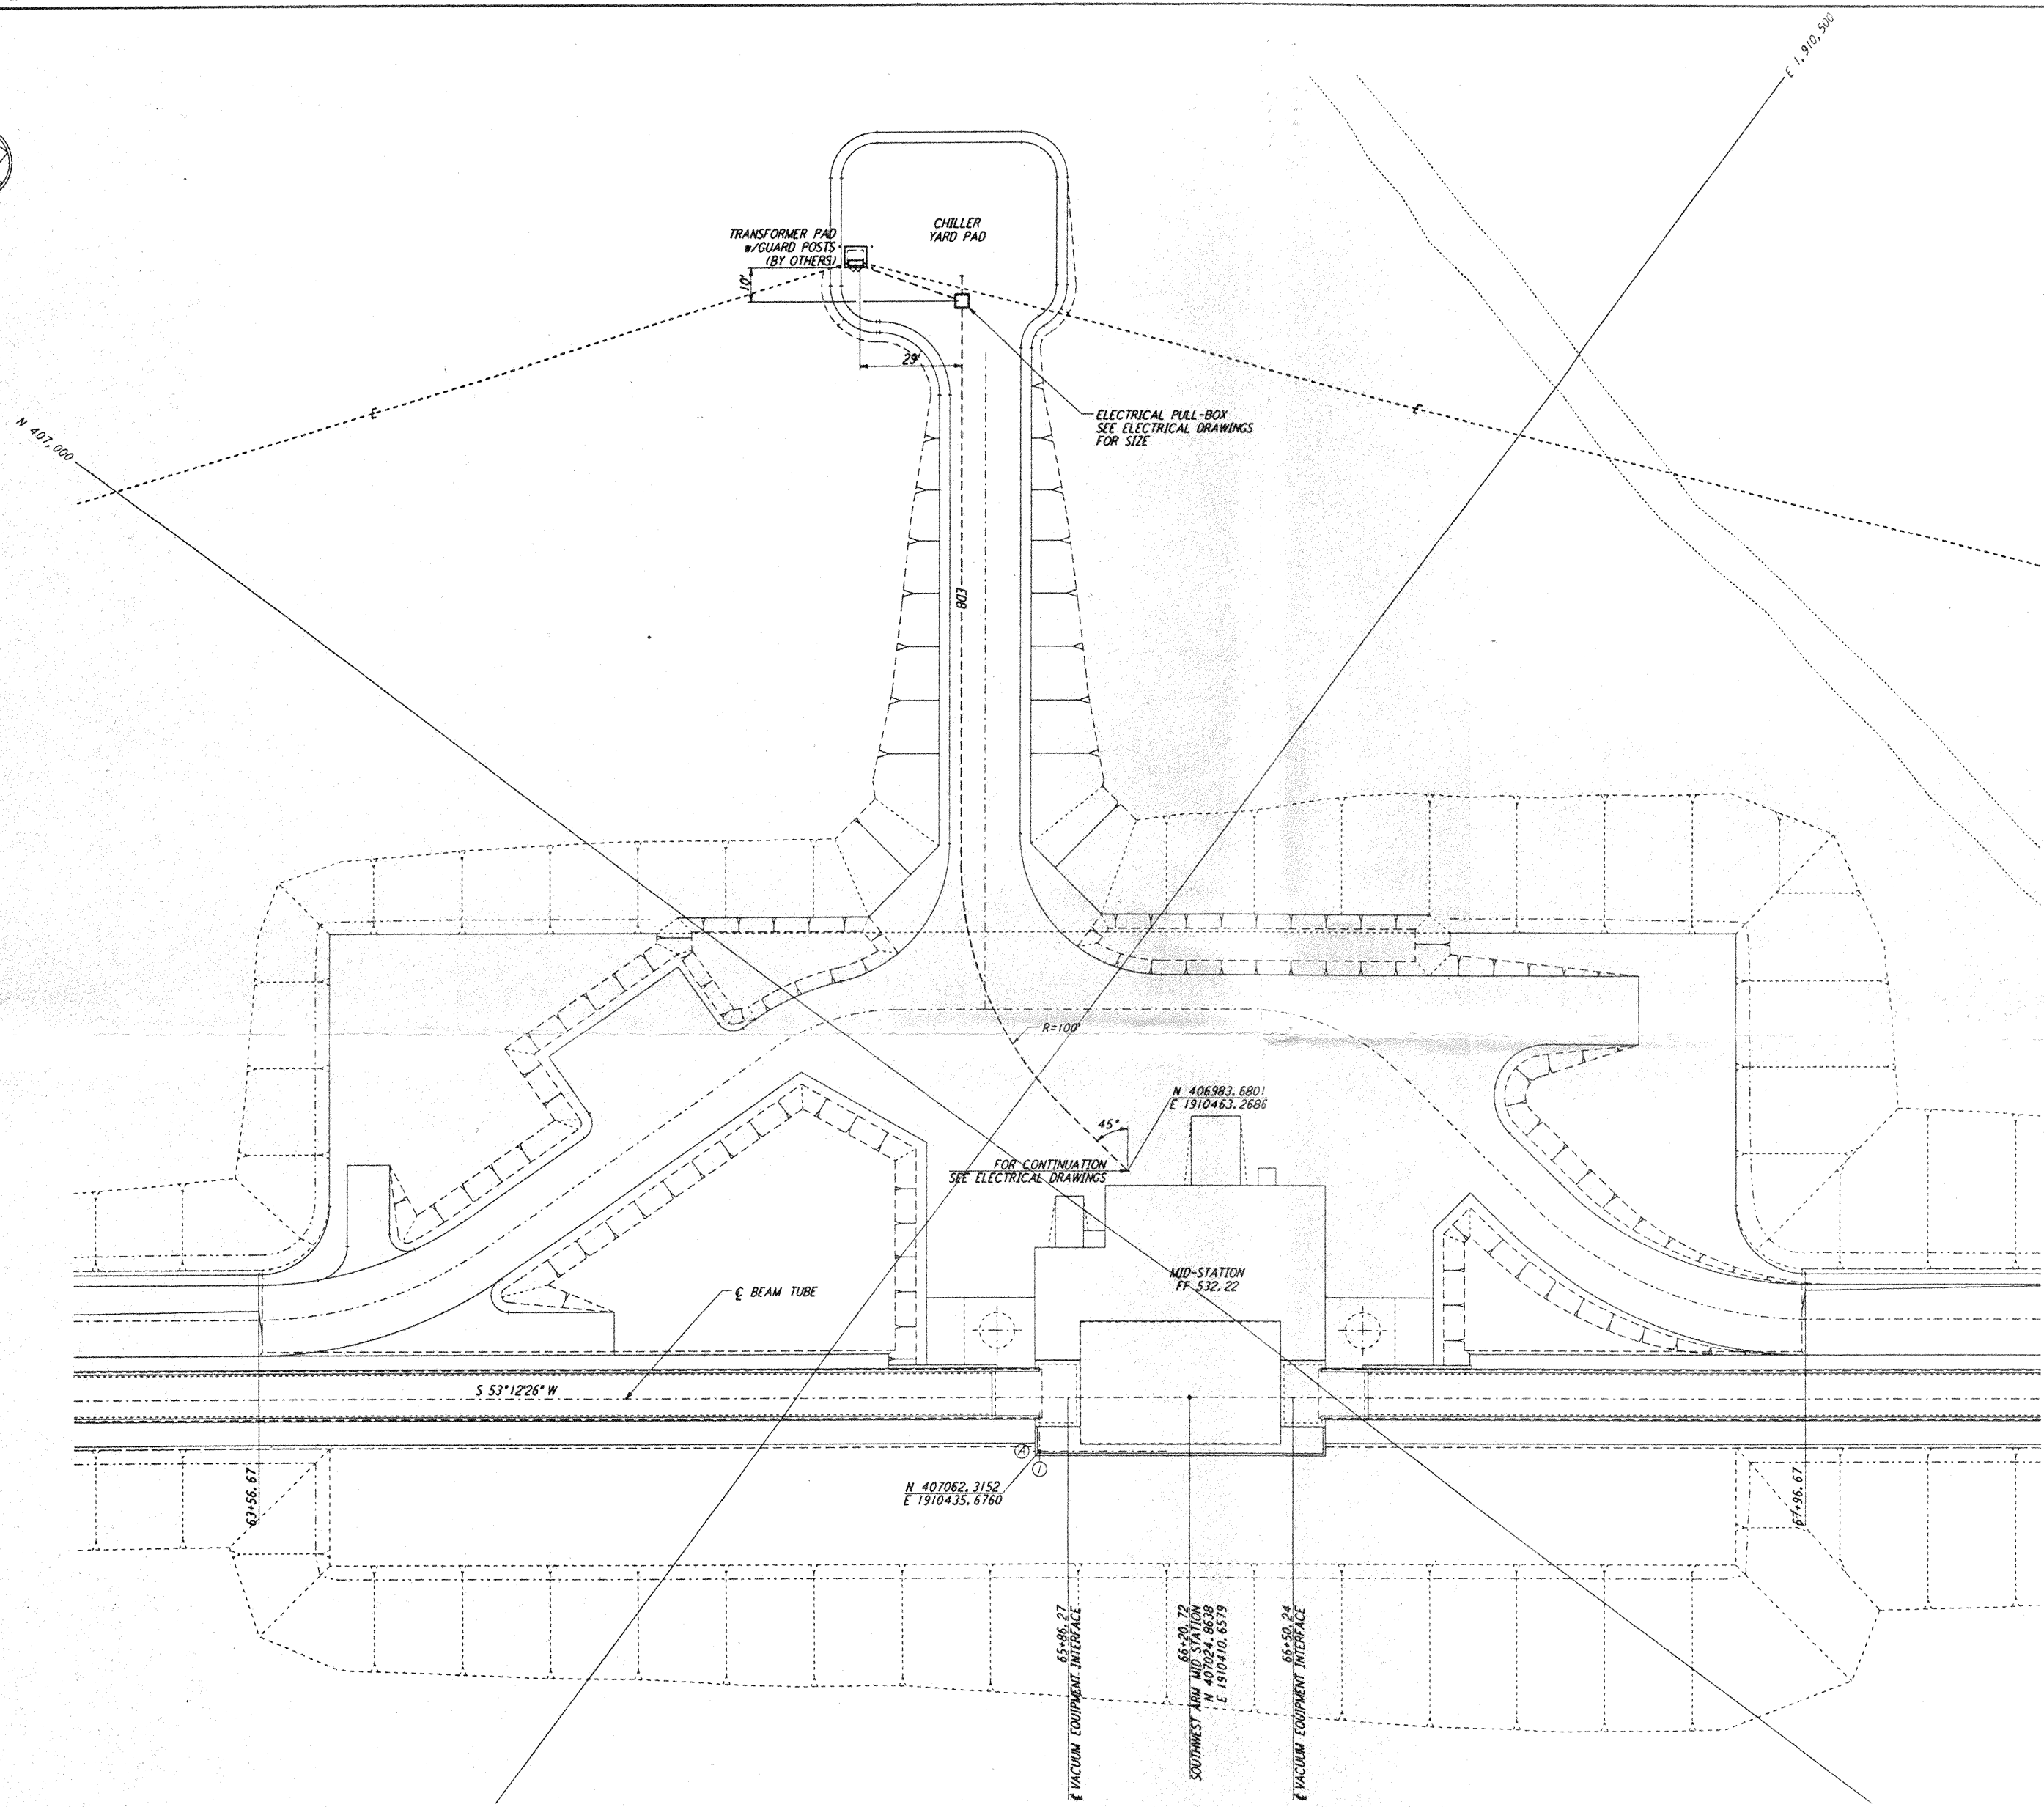 E 1,910,500
CHILLER
YARD PAD
TRANSFORMER PAD
w/GUARD POSTS
(BY OTHERS)
10'
29'
E
E
N 407,000
ELECTRICAL PULL-BOX
SEE ELECTRICAL DRAWINGS
FOR SIZE
803
R=100'
N 406983.6801
E 1910463.2686
45°
FOR CONTINUATION
SEE ELECTRICAL DRAWINGS
MID-STATION
FF 532.22
℄ BEAM TUBE
S 53°12'26" W
A
1
N 407062.3152
E 1910435.6760
63+56.67
67+96.67
65+86.27
℄ VACUUM EQUIPMENT INTERFACE
66+20.72
SOUTHWEST ARM MID STATION
N 407024.8638
E 1910410.6579
66+50.24
℄ VACUUM EQUIPMENT INTERFACE